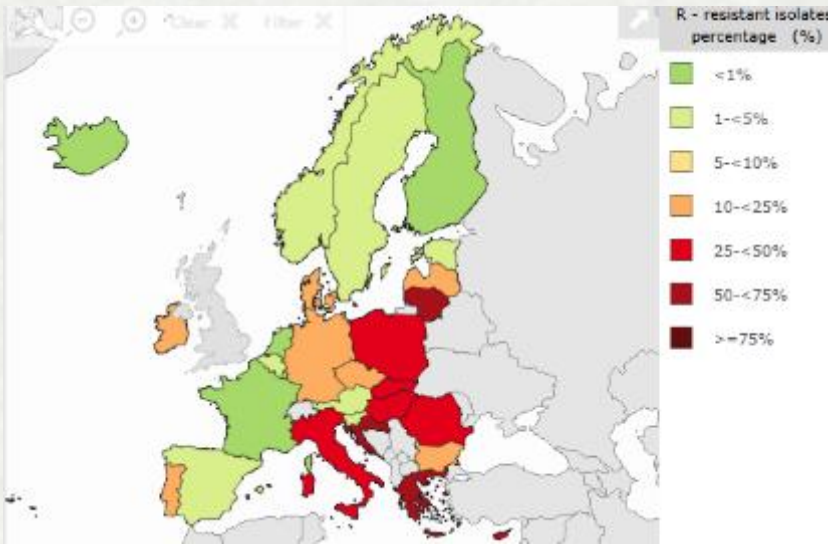 Clear
Filter
R - resistant isolates
percentage (%)
<1%
1-<5%
5-<10%
10-<25%
25-<50%
50-<75%
>=75%